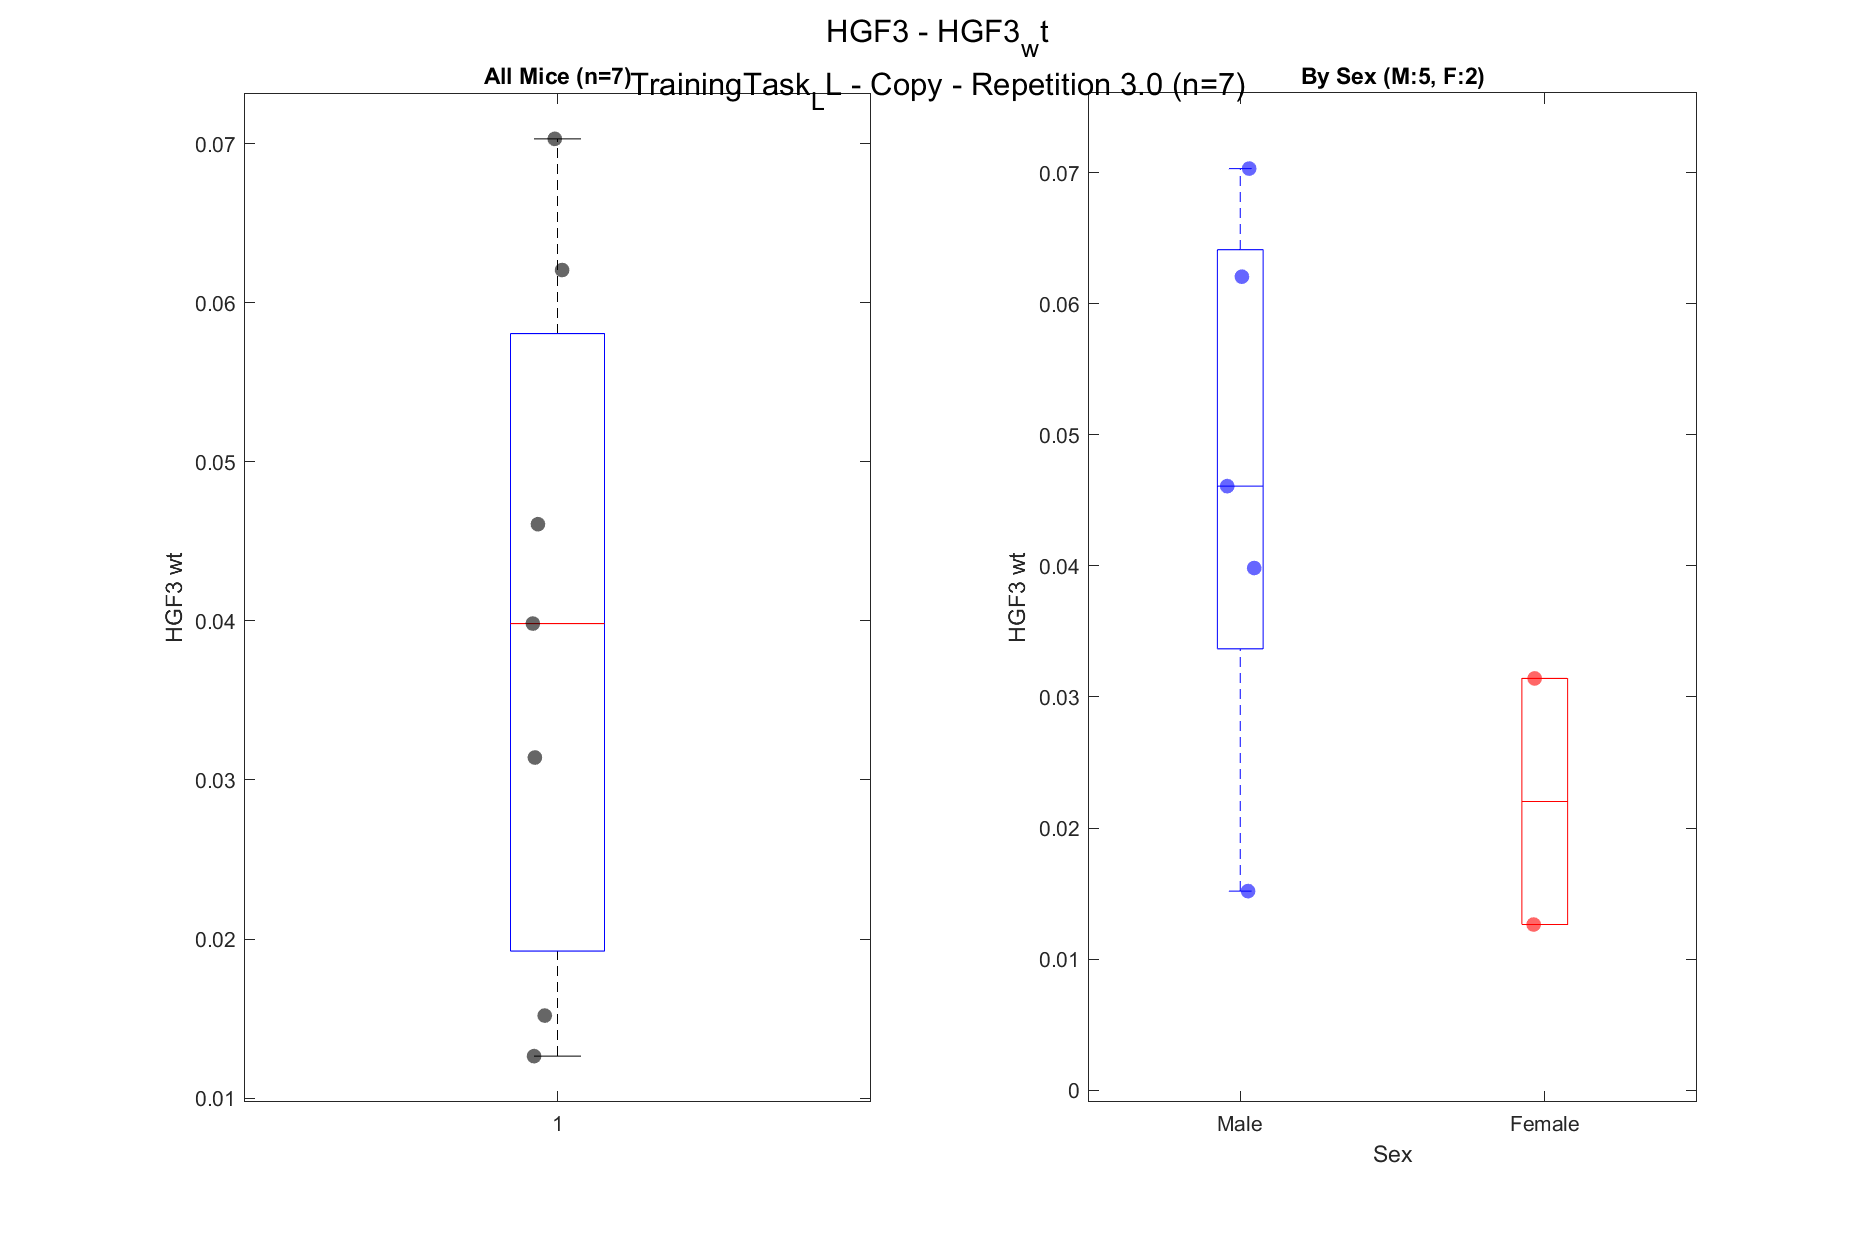 HGF3 - HGF3wt
TrainingTaskLL - Copy - Repetition 3.0 (n=7)
All Mice (n=7)
0.07
0.06
0.05
0.04
0.03
0.02
0.01
HGF3 wt
1
By Sex (M:5, F:2)
0.07
0.06
0.05
0.04
0.03
0.02
0.01
0
HGF3 wt
Male Female
Sex